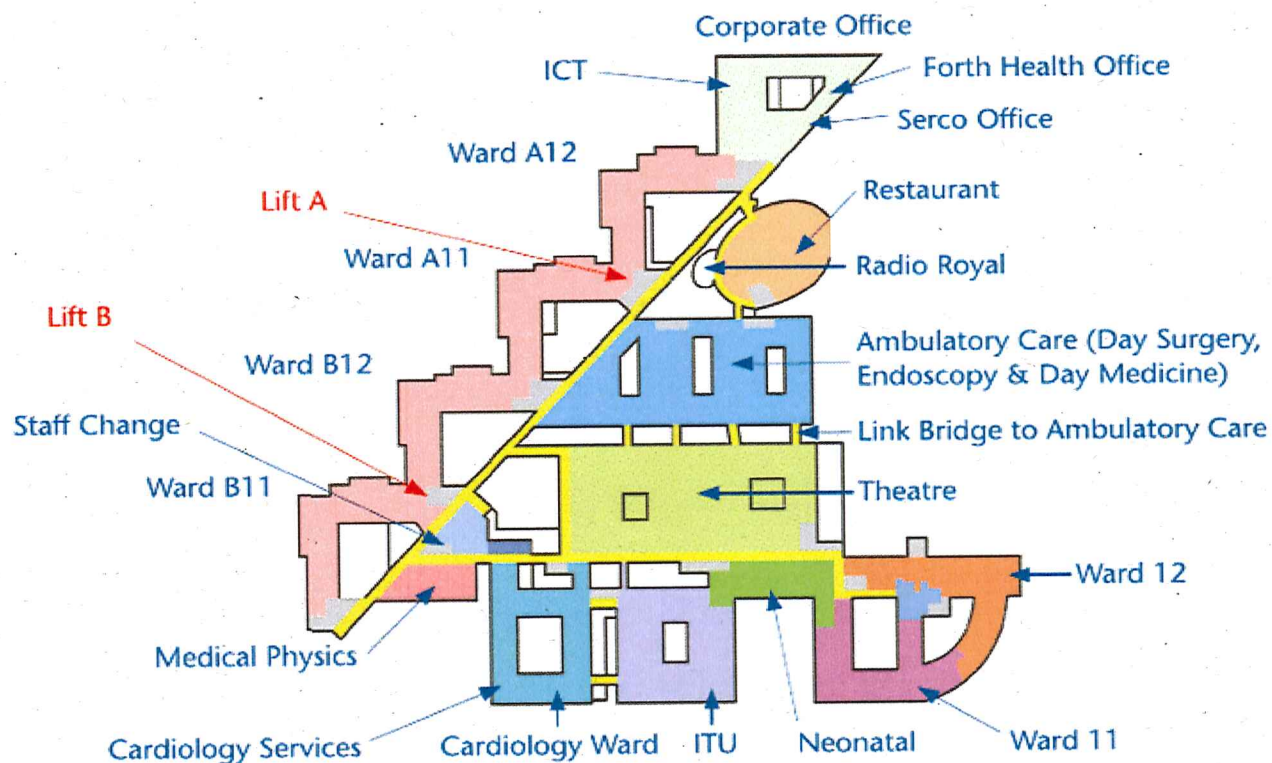 Corporate Office
ICT
Forth Health Office
Serco Office
Ward A12
Restaurant
Lift A
Ward A11
Radio Royal
Lift B
Ward B12
Ambulatory Care (Day Surgery,
Endoscopy & Day Medicine)
Staff Change
Link Bridge to Ambulatory Care
Ward B11
Theatre
Ward 12
Medical Physics
Cardiology Services
Cardiology Ward
ITU
Neonatal
Ward 11